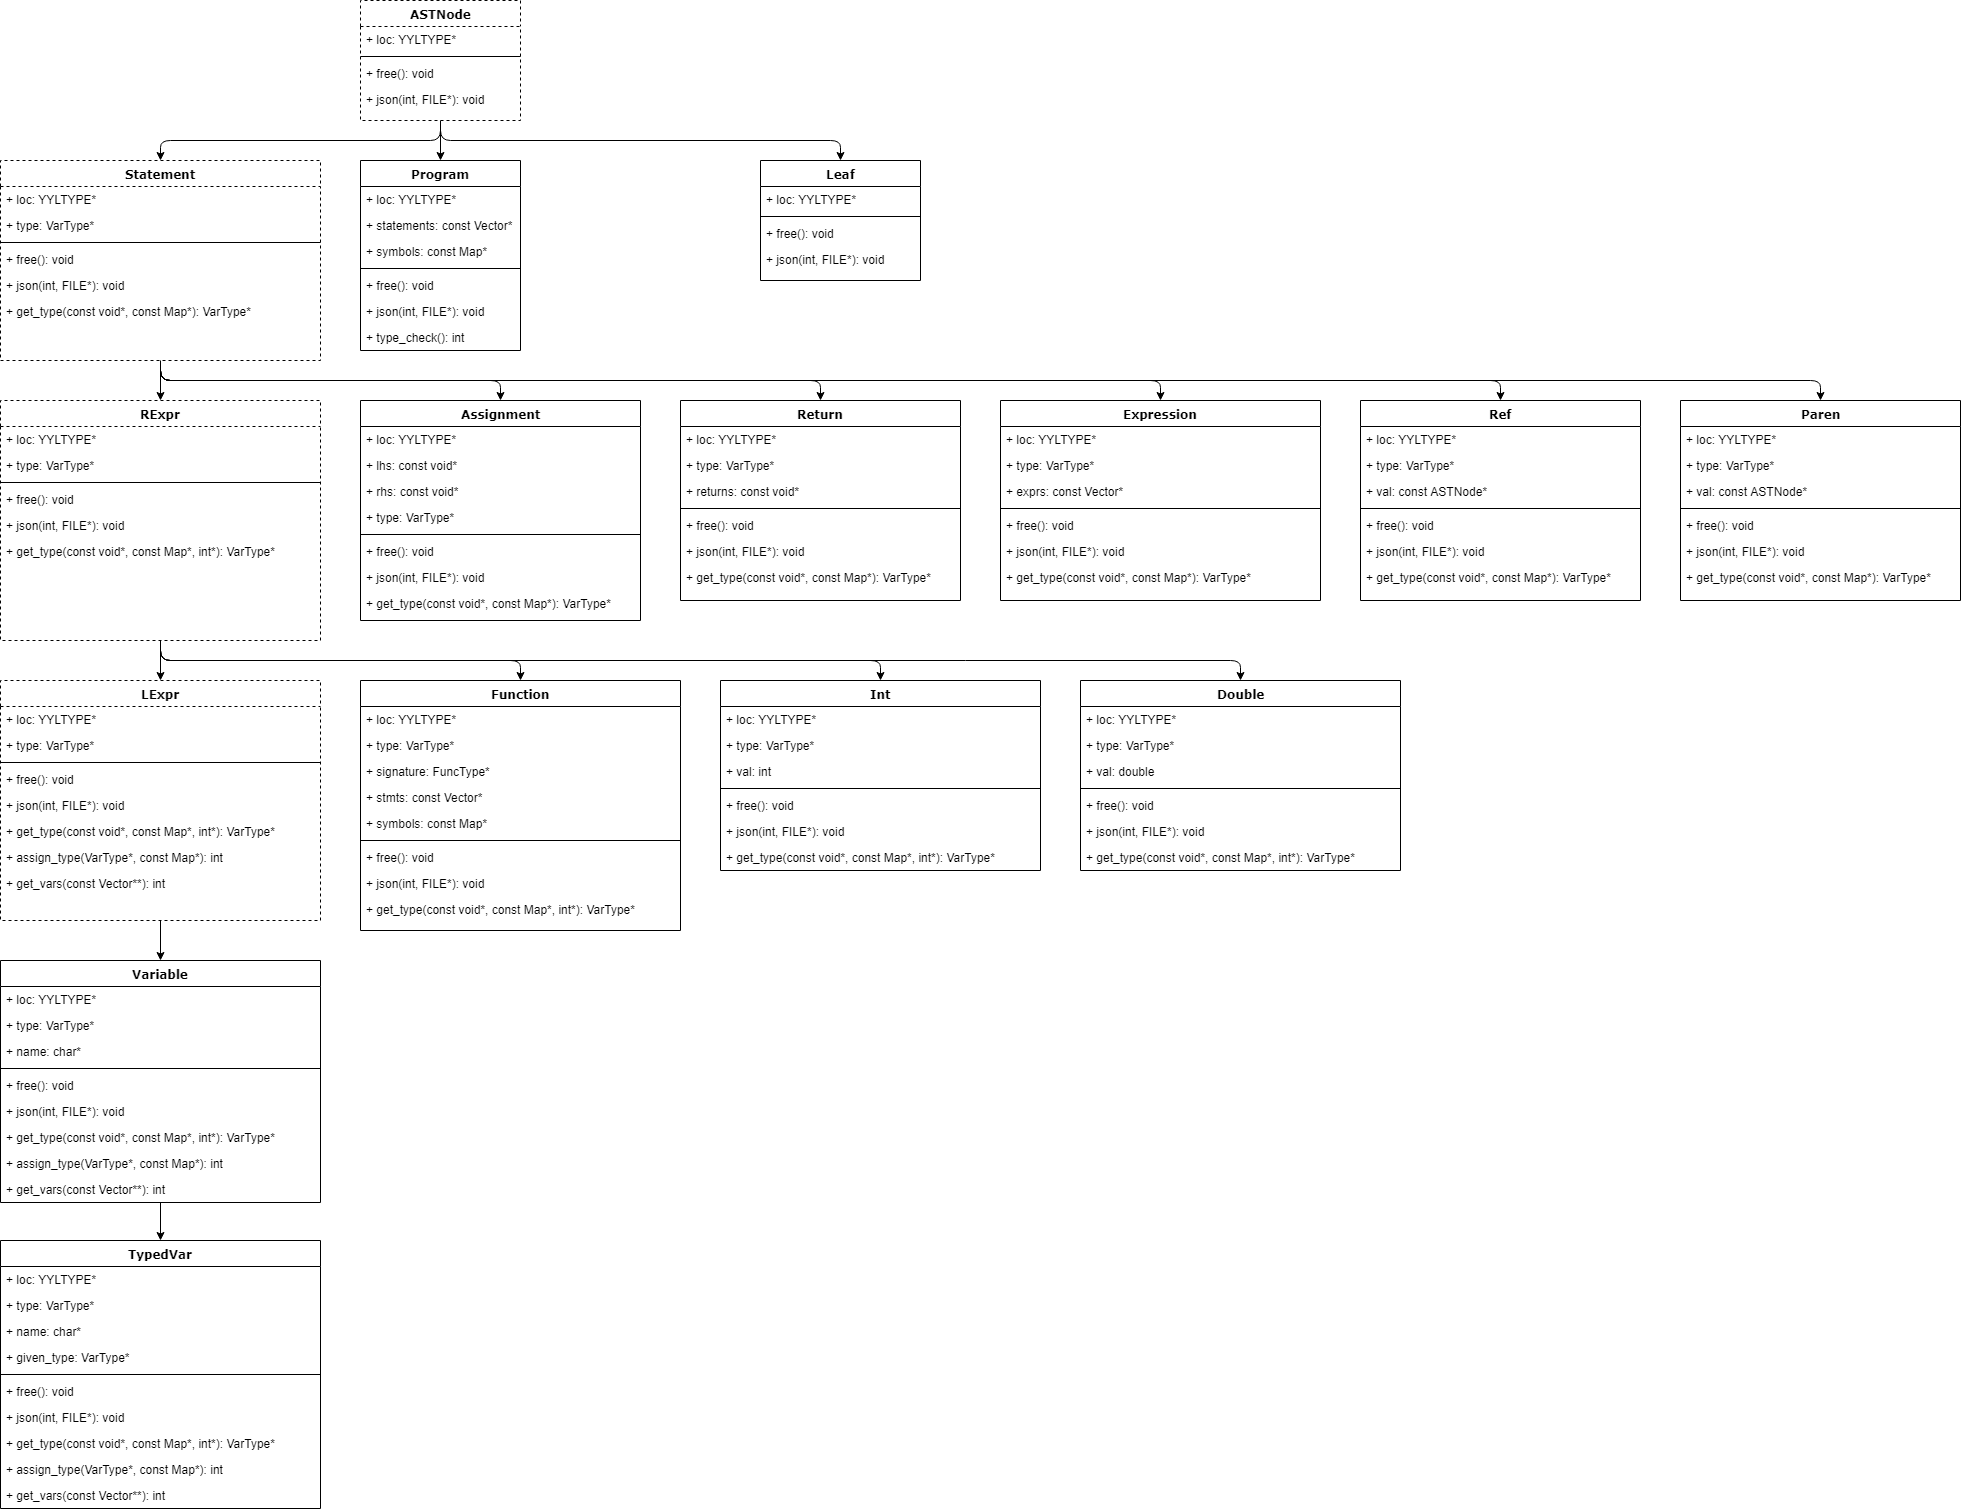 ASTNode
+ loc: YYLTYPE*
+ free(): void
+ json(int, FILE*): void
Statement
+ loc: YYLTYPE*
+ type: VarType*
+ free(): void
+ json(int, FILE*): void
+ get_type(const void*, const Map*): VarType*
Program
+ loc: YYLTYPE*
+ statements: const Vector*
+ symbols: const Map*
+ free(): void
+ json(int, FILE*): void
+ type_check(): int
Leaf
+ loc: YYLTYPE*
+ free(): void
+ json(int, FILE*): void
RExpr
+ loc: YYLTYPE*
+ type: VarType*
+ free(): void
+ json(int, FILE*): void
+ get_type(const void*, const Map*, int*): VarType*
Assignment
+ loc: YYLTYPE*
+ lhs: const void*
+ rhs: const void*
+ type: VarType*
+ free(): void
+ json(int, FILE*): void
+ get_type(const void*, const Map*): VarType*
Return
+ loc: YYLTYPE*
+ type: VarType*
+ returns: const void*
+ free(): void
+ json(int, FILE*): void
+ get_type(const void*, const Map*): VarType*
Expression
+ loc: YYLTYPE*
+ type: VarType*
+ exprs: const Vector*
+ free(): void
+ json(int, FILE*): void
+ get_type(const void*, const Map*): VarType*
Ref
+ loc: YYLTYPE*
+ type: VarType*
+ val: const ASTNode*
+ free(): void
+ json(int, FILE*): void
+ get_type(const void*, const Map*): VarType*
Paren
+ loc: YYLTYPE*
+ type: VarType*
+ val: const ASTNode*
+ free(): void
+ json(int, FILE*): void
+ get_type(const void*, const Map*): VarType*
LExpr
+ loc: YYLTYPE*
+ type: VarType*
+ free(): void
+ json(int, FILE*): void
+ get_type(const void*, const Map*, int*): VarType*
+ assign_type(VarType*, const Map*): int
+ get_vars(const Vector**): int
Function
+ loc: YYLTYPE*
+ type: VarType*
+ signature: FuncType*
+ stmts: const Vector*
+ symbols: const Map*
+ free(): void
+ json(int, FILE*): void
+ get_type(const void*, const Map*, int*): VarType*
Int
+ loc: YYLTYPE*
+ type: VarType*
+ val: int
+ free(): void
+ json(int, FILE*): void
+ get_type(const void*, const Map*, int*): VarType*
Double
+ loc: YYLTYPE*
+ type: VarType*
+ val: double
+ free(): void
+ json(int, FILE*): void
+ get_type(const void*, const Map*, int*): VarType*
Variable
+ loc: YYLTYPE*
+ type: VarType*
+ name: char*
+ free(): void
+ json(int, FILE*): void
+ get_type(const void*, const Map*, int*): VarType*
+ assign_type(VarType*, const Map*): int
+ get_vars(const Vector**): int
TypedVar
+ loc: YYLTYPE*
+ type: VarType*
+ name: char*
+ given_type: VarType*
+ free(): void
+ json(int, FILE*): void
+ get_type(const void*, const Map*, int*): VarType*
+ assign_type(VarType*, const Map*): int
+ get_vars(const Vector**): int